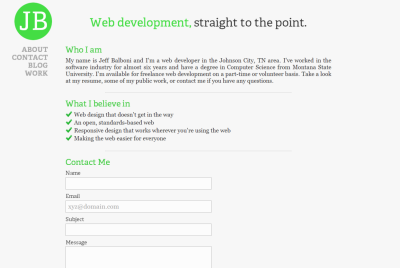 JB
Web development, straight to the point.
ABOUT
CONTACT
BLOG
WORK
Who I am
My name is Jeff Balboni and I'm a web developer in the Johnson City, TN area. I've worked in the
software industry for almost six years and have a degree in Computer Science from Montana State
University. I'm available for freelance web development on a part-time or volunteer basis. Take a look
at my resume, some of my public work, or contact me if you have any questions.
What I believe in
Web design that doesn't get in the way
An open, standards-based web
Responsive design that works wherever you're using the web
Making the web easier for everyone
Contact Me
Name
Email
xyz@domain.com
Subject
Message